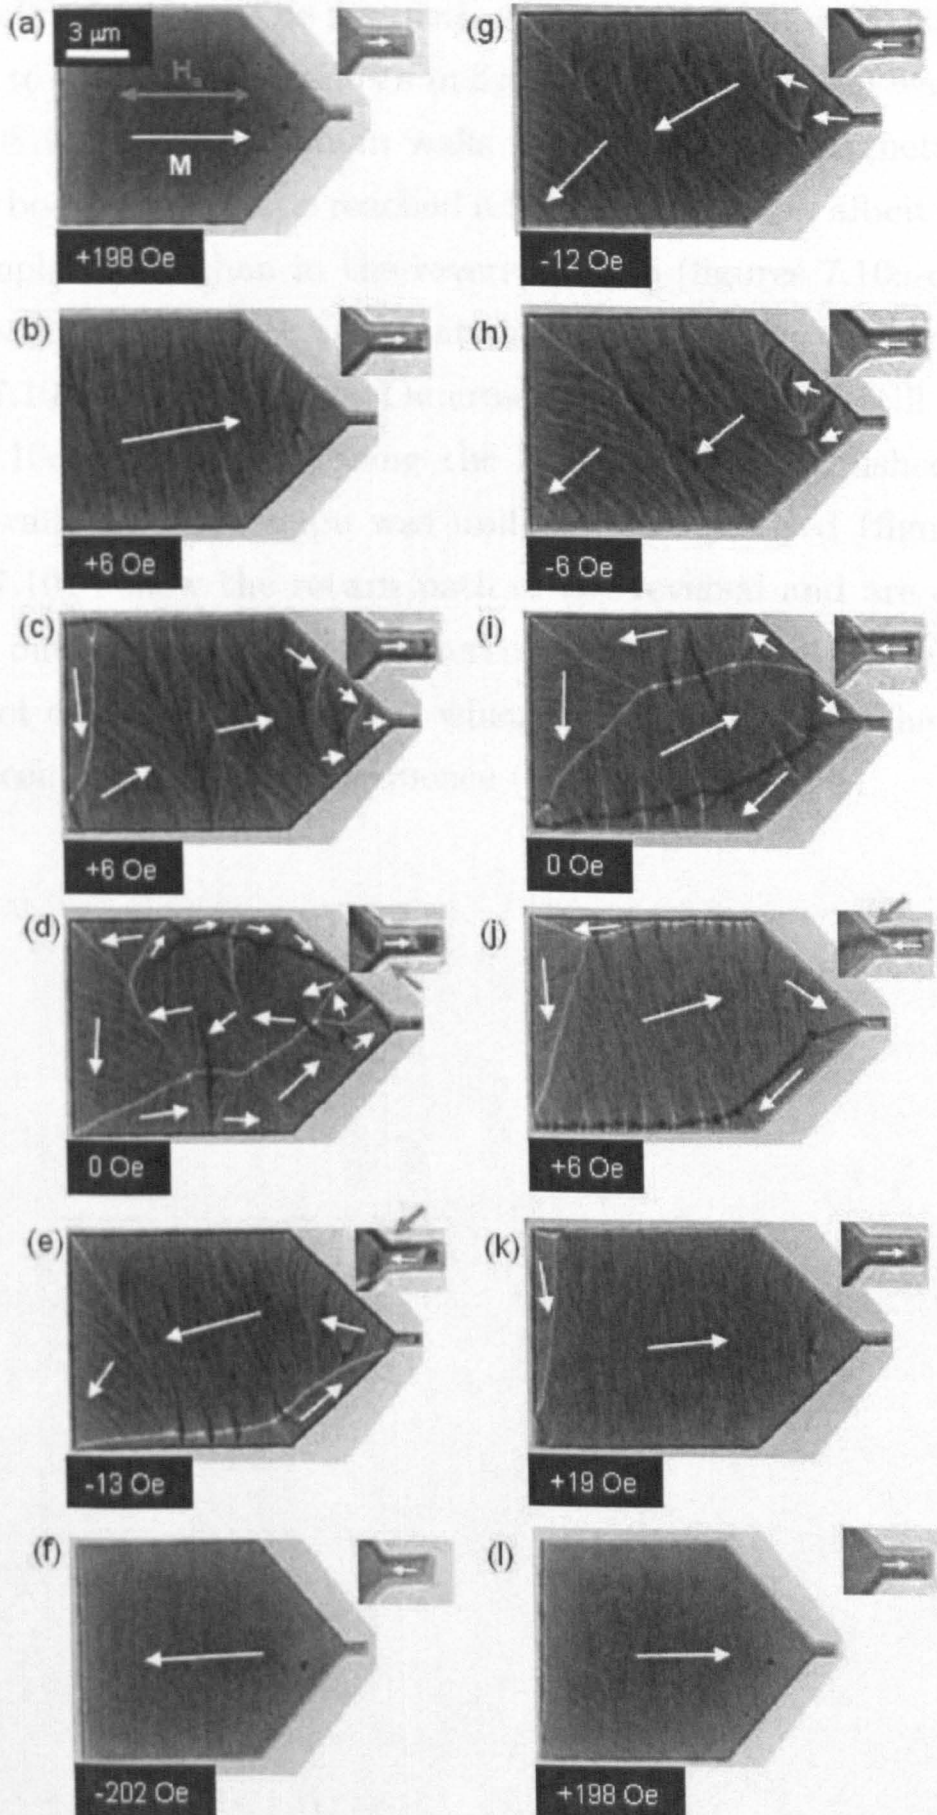 (a)
3 μm
Ha
M
+198 Oe
(b)
+6 Oe
(c)
+6 Oe
(d)
0 Oe
(e)
-13 Oe
(f)
-202 Oe
(g)
-12 Oe
(h)
-6 Oe
(i)
0 Oe
(j)
+6 Oe
(k)
+19 Oe
(l)
+198 Oe